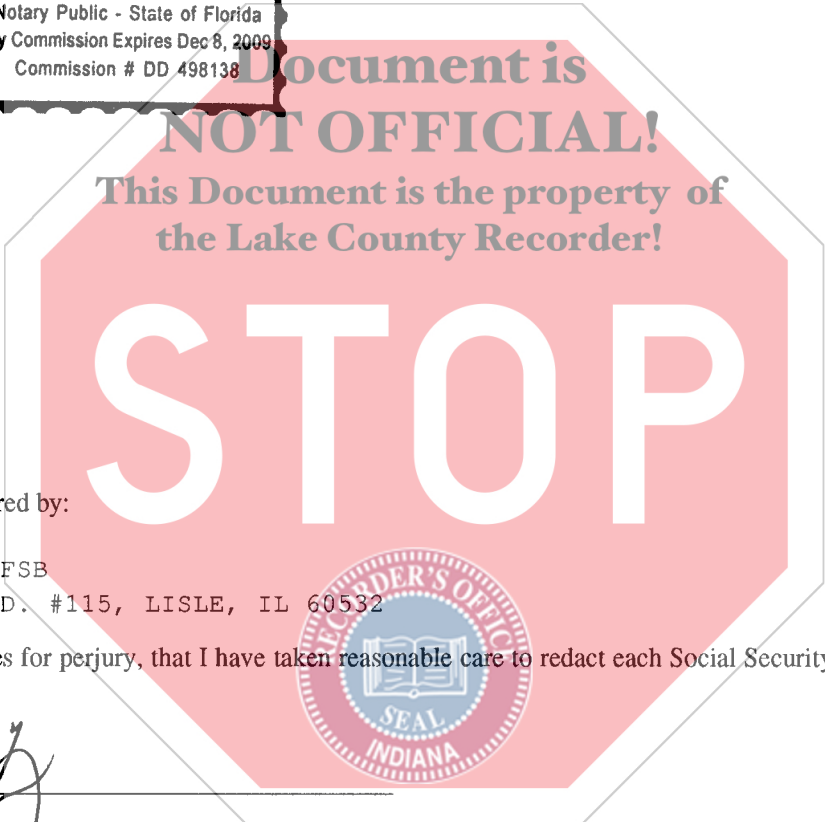 Notary Public - State of Florida
y Commission Expires Dec 8, 2009
Commission # DD 498138
Document is
NOT OFFICIAL!
This Document is the property of
the Lake County Recorder!
STOP
red by:
FSB
D. #115, LISLE, IL 60532
RECORDER'S OFFICE
es for perjury, that I have taken reasonable care to redact each Social Security
SEAL
INDIANA